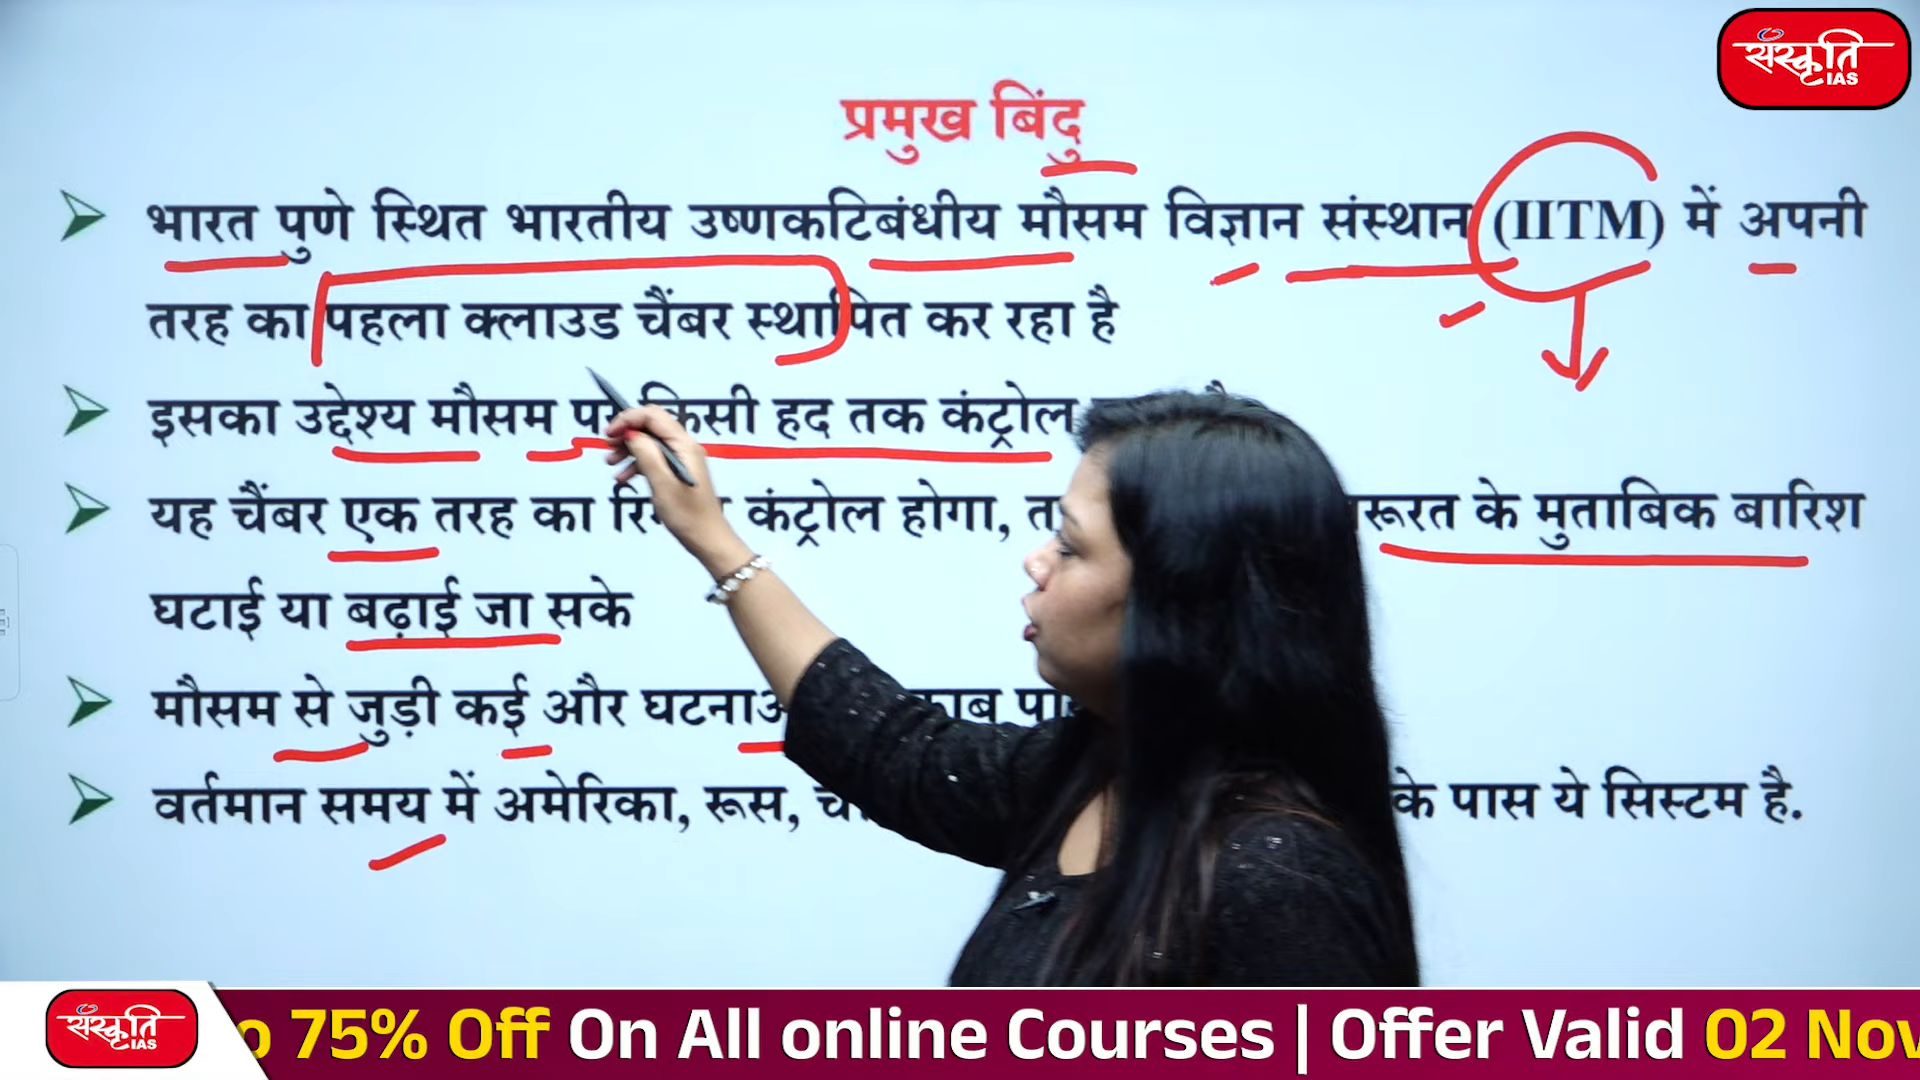 संस्कृति
IAS
प्रमुख बिंदु
भारत पुणे स्थित भारतीय उष्णकटिबंधीय मौसम विज्ञान संस्थान (IITM) में अपनी
तरह का पहला क्लाउड चैंबर स्थापित कर रहा है
इसका उद्देश्य मौसम पर किसी हद तक कंट्रोल
यह चैंबर एक तरह का कंट्रोल होगा, के मुताबिक बारिश
घटाई या बढ़ाई जा सके
मौसम से जुड़ी कई और
वर्तमान समय में अमेरिका, रूस, के पास ये सिस्टम है.
संस्कृति
IAS
75% Off On All online Courses | Offer Valid 02 Nov